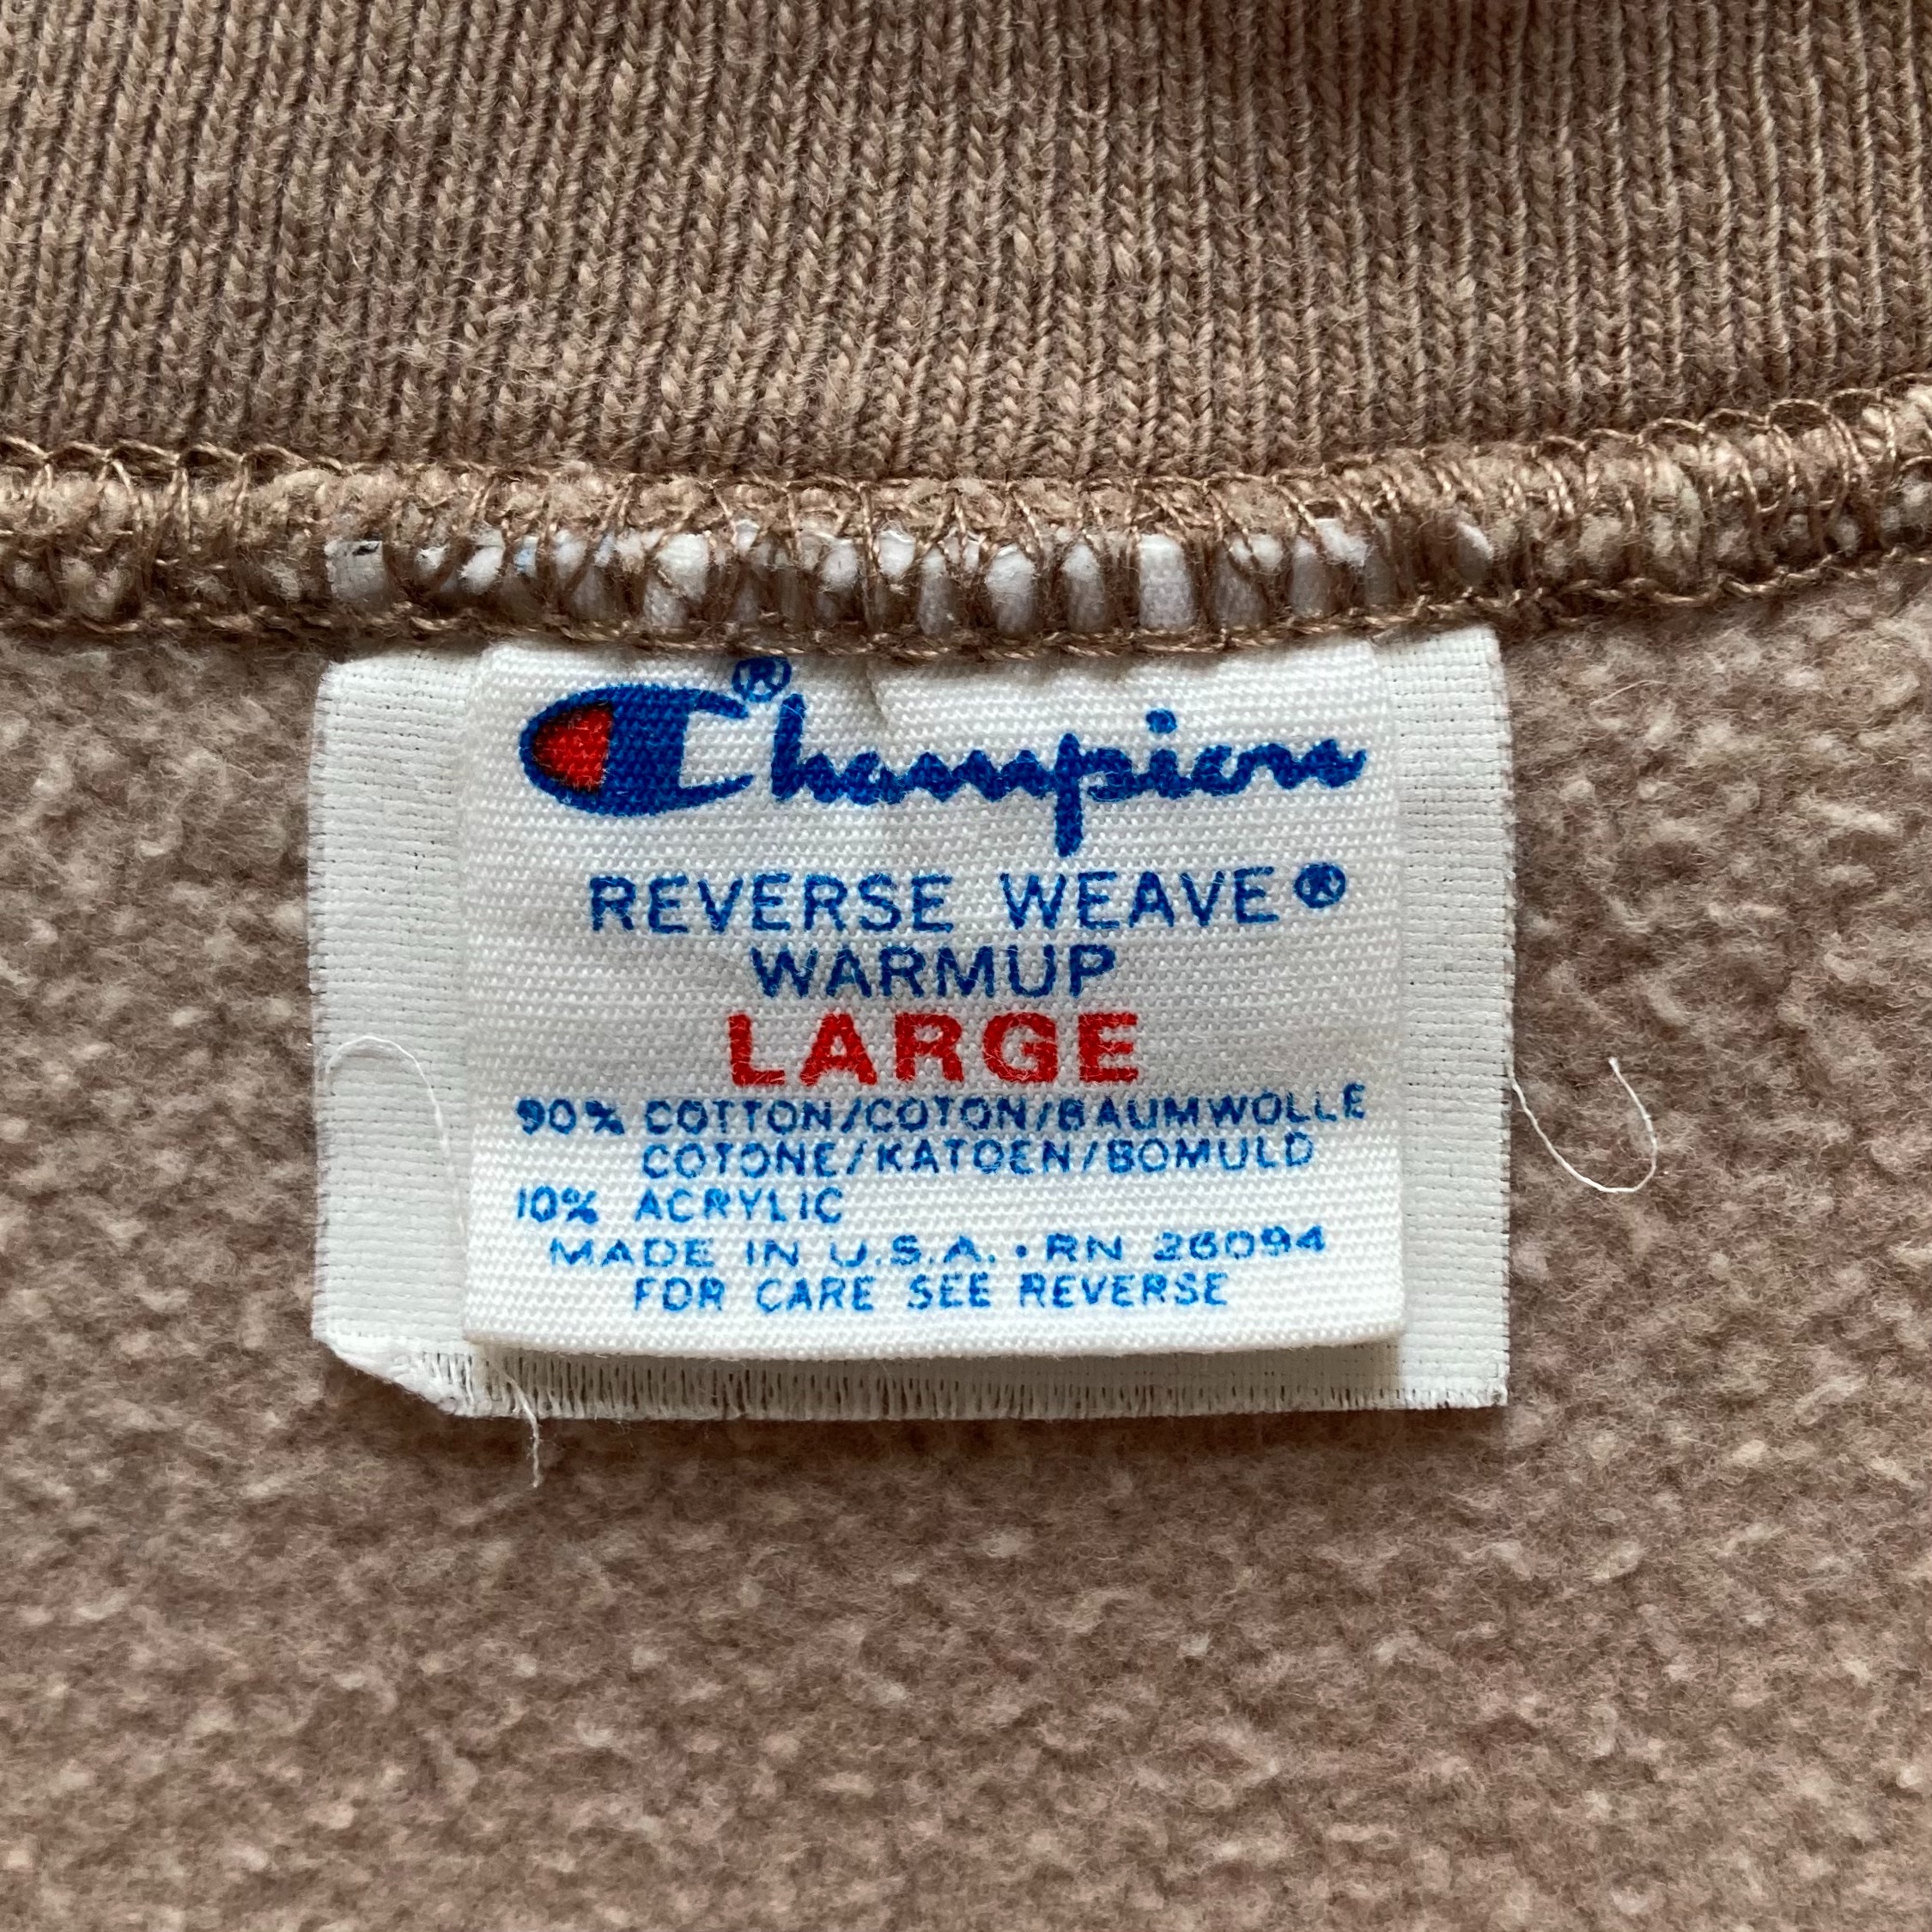 Champion®
REVERSE WEAVE®
WARMUP
LARGE
90% COTTON/COTON/BAUMWOLLE
COTONE/KATOEN/BOMULD
10% ACRYLIC
MADE IN U.S.A. • RN 26094
FOR CARE SEE REVERSE